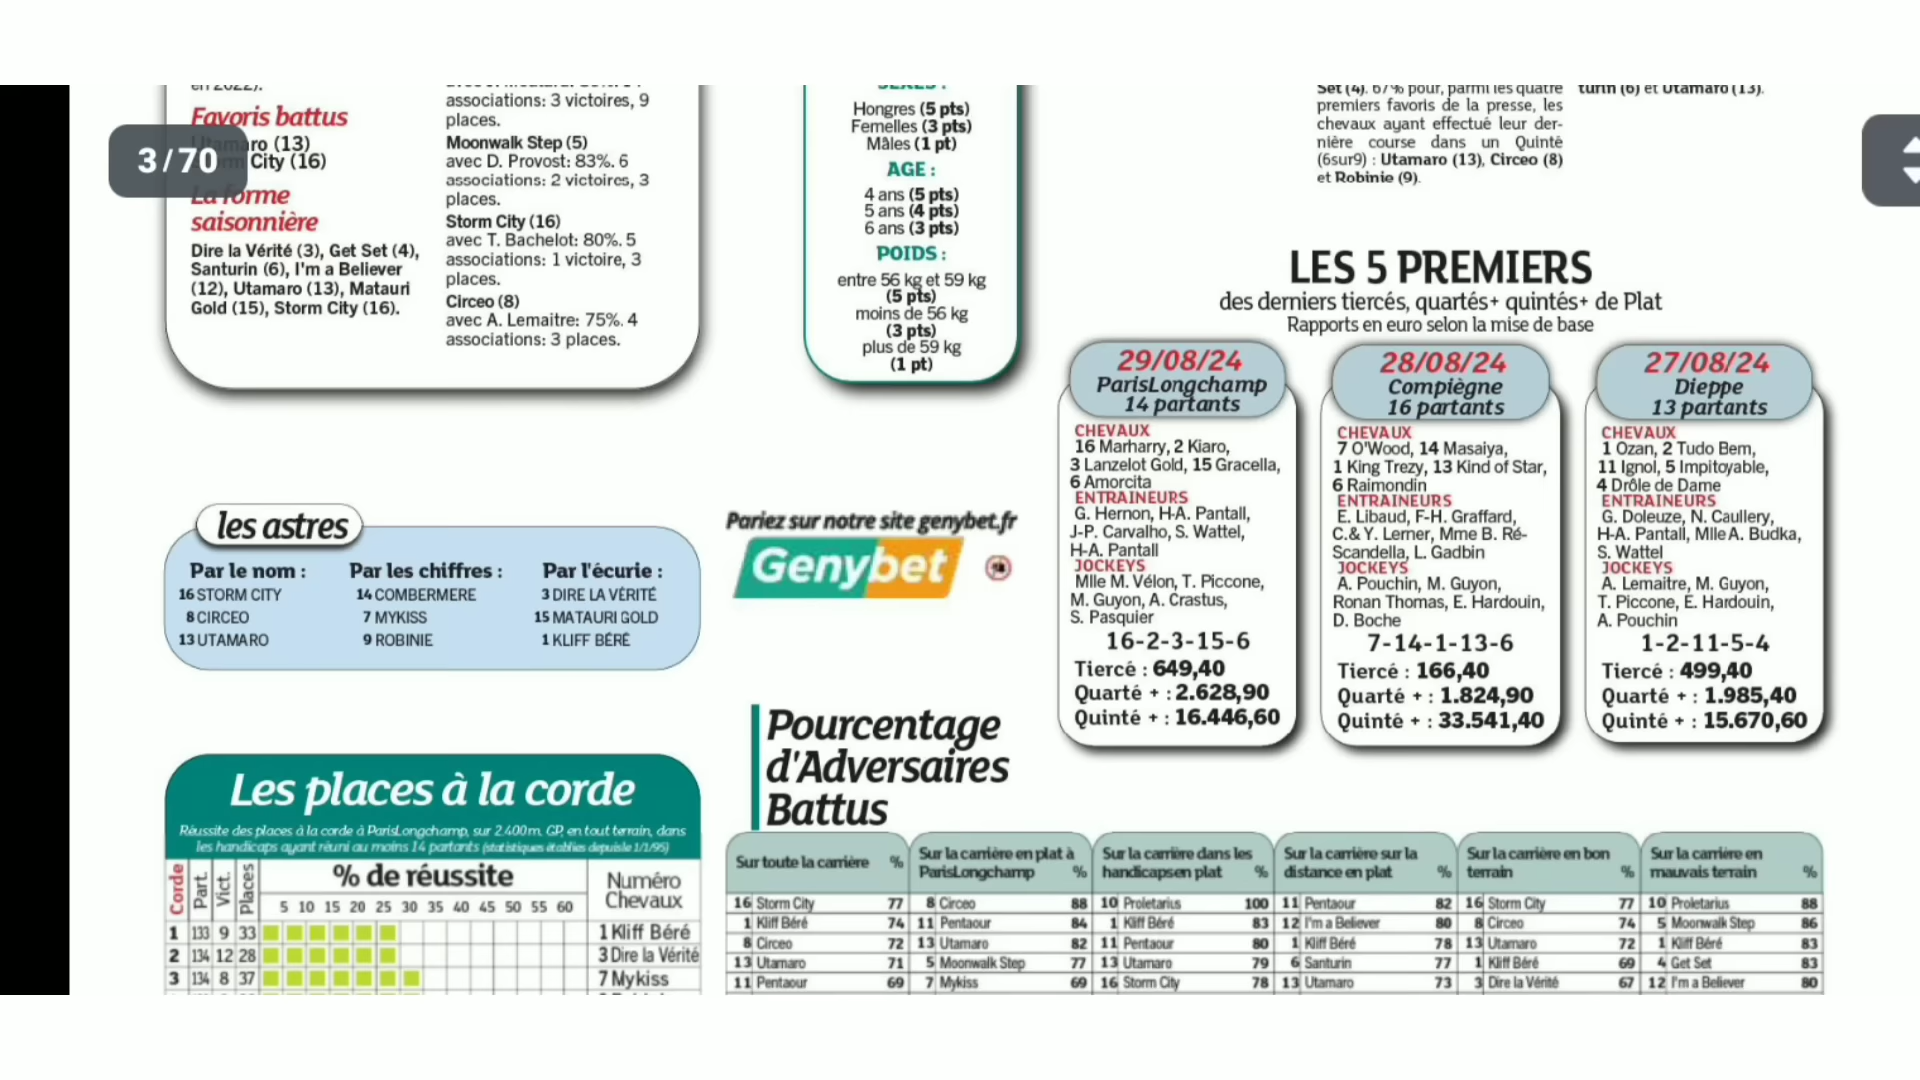 en 2022).
Favoris battus
Utamaro (13)
Storm City (16)
3/70
La forme
saisonnière
Dire la Vérité (3), Get Set (4),
Santurin (6), I'm a Believer
(12), Utamaro (13), Matauri
Gold (15), Storm City (16).
associations: 3 victoires, 9
places.
Moonwalk Step (5)
avec D. Provost: 83%. 6
associations: 2 victoires, 3
places.
Storm City (16)
avec T. Bachelot: 80%. 5
associations: 1 victoire, 3
places.
Circeo (8)
avec A. Lemaitre: 75%. 4
associations: 3 places.
SEXES :
Hongres (5 pts)
Femelles (3 pts)
Mâles (1 pt)
AGE :
4 ans (5 pts)
5 ans (4 pts)
6 ans (3 pts)
POIDS :
entre 56 kg et 59 kg
(5 pts)
moins de 56 kg
(3 pts)
plus de 59 kg
(1 pt)
Set (4). 67% pour, parmi les quatre
premiers favoris de la presse, les
chevaux ayant effectué leur der-
nière course dans un Quinté
(6sur9) : Utamaro (13), Circeo (8)
et Robinie (9).
turin (6) et Utamaro (13).
LES 5 PREMIERS
des derniers tiercés, quartés+ quintés+ de Plat
Rapports en euro selon la mise de base
29/08/24
ParisLongchamp
14 partants
CHEVAUX
16 Marharry, 2 Kiaro,
3 Lanzelot Gold, 15 Gracella,
6 Amorcita
ENTRAINEURS
G. Hernon, H-A. Pantall,
J-P. Carvalho, S. Wattel,
H-A. Pantall
JOCKEYS
Mlle M. Vélon, T. Piccone,
M. Guyon, A. Crastus,
S. Pasquier
16-2-3-15-6
Tiercé : 649,40
Quarté + : 2.628,90
Quinté + : 16.446,60
28/08/24
Compiègne
16 partants
CHEVAUX
7 O'Wood, 14 Masaiya,
1 King Trezy, 13 Kind of Star,
6 Raimondin
ENTRAINEURS
E. Libaud, F-H. Graffard,
C.& Y. Lerner, Mme B. Ré-
Scandella, L. Gadbin
JOCKEYS
A. Pouchin, M. Guyon,
Ronan Thomas, E. Hardouin,
D. Boche
7-14-1-13-6
Tiercé : 166,40
Quarté + : 1.824,90
Quinté + : 33.541,40
27/08/24
Dieppe
13 partants
CHEVAUX
1 Ozan, 2 Tudo Bem,
11 Ignol, 5 Impitoyable,
4 Drôle de Dame
ENTRAINEURS
G. Doleuze, N. Caullery,
H-A. Pantall, Mlle A. Budka,
S. Wattel
JOCKEYS
A. Lemaitre, M. Guyon,
T. Piccone, E. Hardouin,
A. Pouchin
1-2-11-5-4
Tiercé : 499,40
Quarté + : 1.985,40
Quinté + : 15.670,60
les astres
Par le nom : Par les chiffres : Par l'écurie :
16 STORM CITY 14 COMBERMERE 3 DIRE LA VÉRITÉ
8 CIRCEO 7 MYKISS 15 MATAURI GOLD
13 UTAMARO 9 ROBINIE 1 KLIFF BÉRÉ
Pariez sur notre site genybet.fr
Genybet
Les places à la corde
Réussite des places à la corde à ParisLongchamp, sur 2.400m. GP, en tout terrain, dans
les handicaps ayant réuni au moins 14 partants (statistiques établies depuis le 1/1/95)
Corde Part. Vict. Places % de réussite Numéro Chevaux
5 10 15 20 25 30 35 40 45 50 55 60
1 133 9 33 1 Kliff Béré
2 134 12 28 3 Dire la Vérité
3 134 8 37 7 Mykiss
Pourcentage
d'Adversaires
Battus
Sur toute la carrière %
16 Storm City 77
1 Kliff Béré 74
8 Circeo 72
13 Utamaro 71
11 Pentaour 69
Sur la carrière en plat à
ParisLongchamp %
8 Circeo 88
11 Pentaour 84
13 Utamaro 82
5 Moonwalk Step 77
7 Mykiss 69
Sur la carrière dans les
handicaps en plat %
10 Proletarius 100
1 Kliff Béré 83
11 Pentaour 80
13 Utamaro 79
16 Storm City 78
Sur la carrière sur la
distance en plat %
11 Pentaour 82
12 I'm a Believer 80
1 Kliff Béré 78
6 Santurin 77
13 Utamaro 73
Sur la carrière en bon
terrain %
16 Storm City 77
8 Circeo 74
13 Utamaro 72
1 Kliff Béré 69
3 Dire la Vérité 67
Sur la carrière en
mauvais terrain %
10 Proletarius 88
5 Moonwalk Step 86
1 Kliff Béré 83
4 Get Set 83
12 I'm a Believer 80